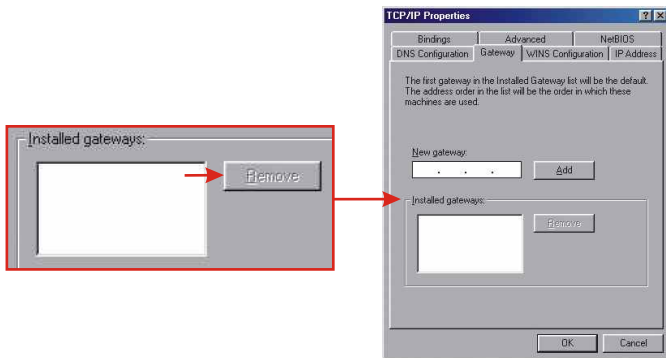 TCP/IP Properties
Bindings
Advanced
NetBIOS
DNS Configuration
Gateway
WINS Configuration
IP Address
The first gateway in the Installed Gateway list will be the default.
The address order in the list will be the order in which these
machines are used.
New gateway:
. . .
Add
Installed gateways:
Remove
OK
Cancel
Installed gateways:
Remove